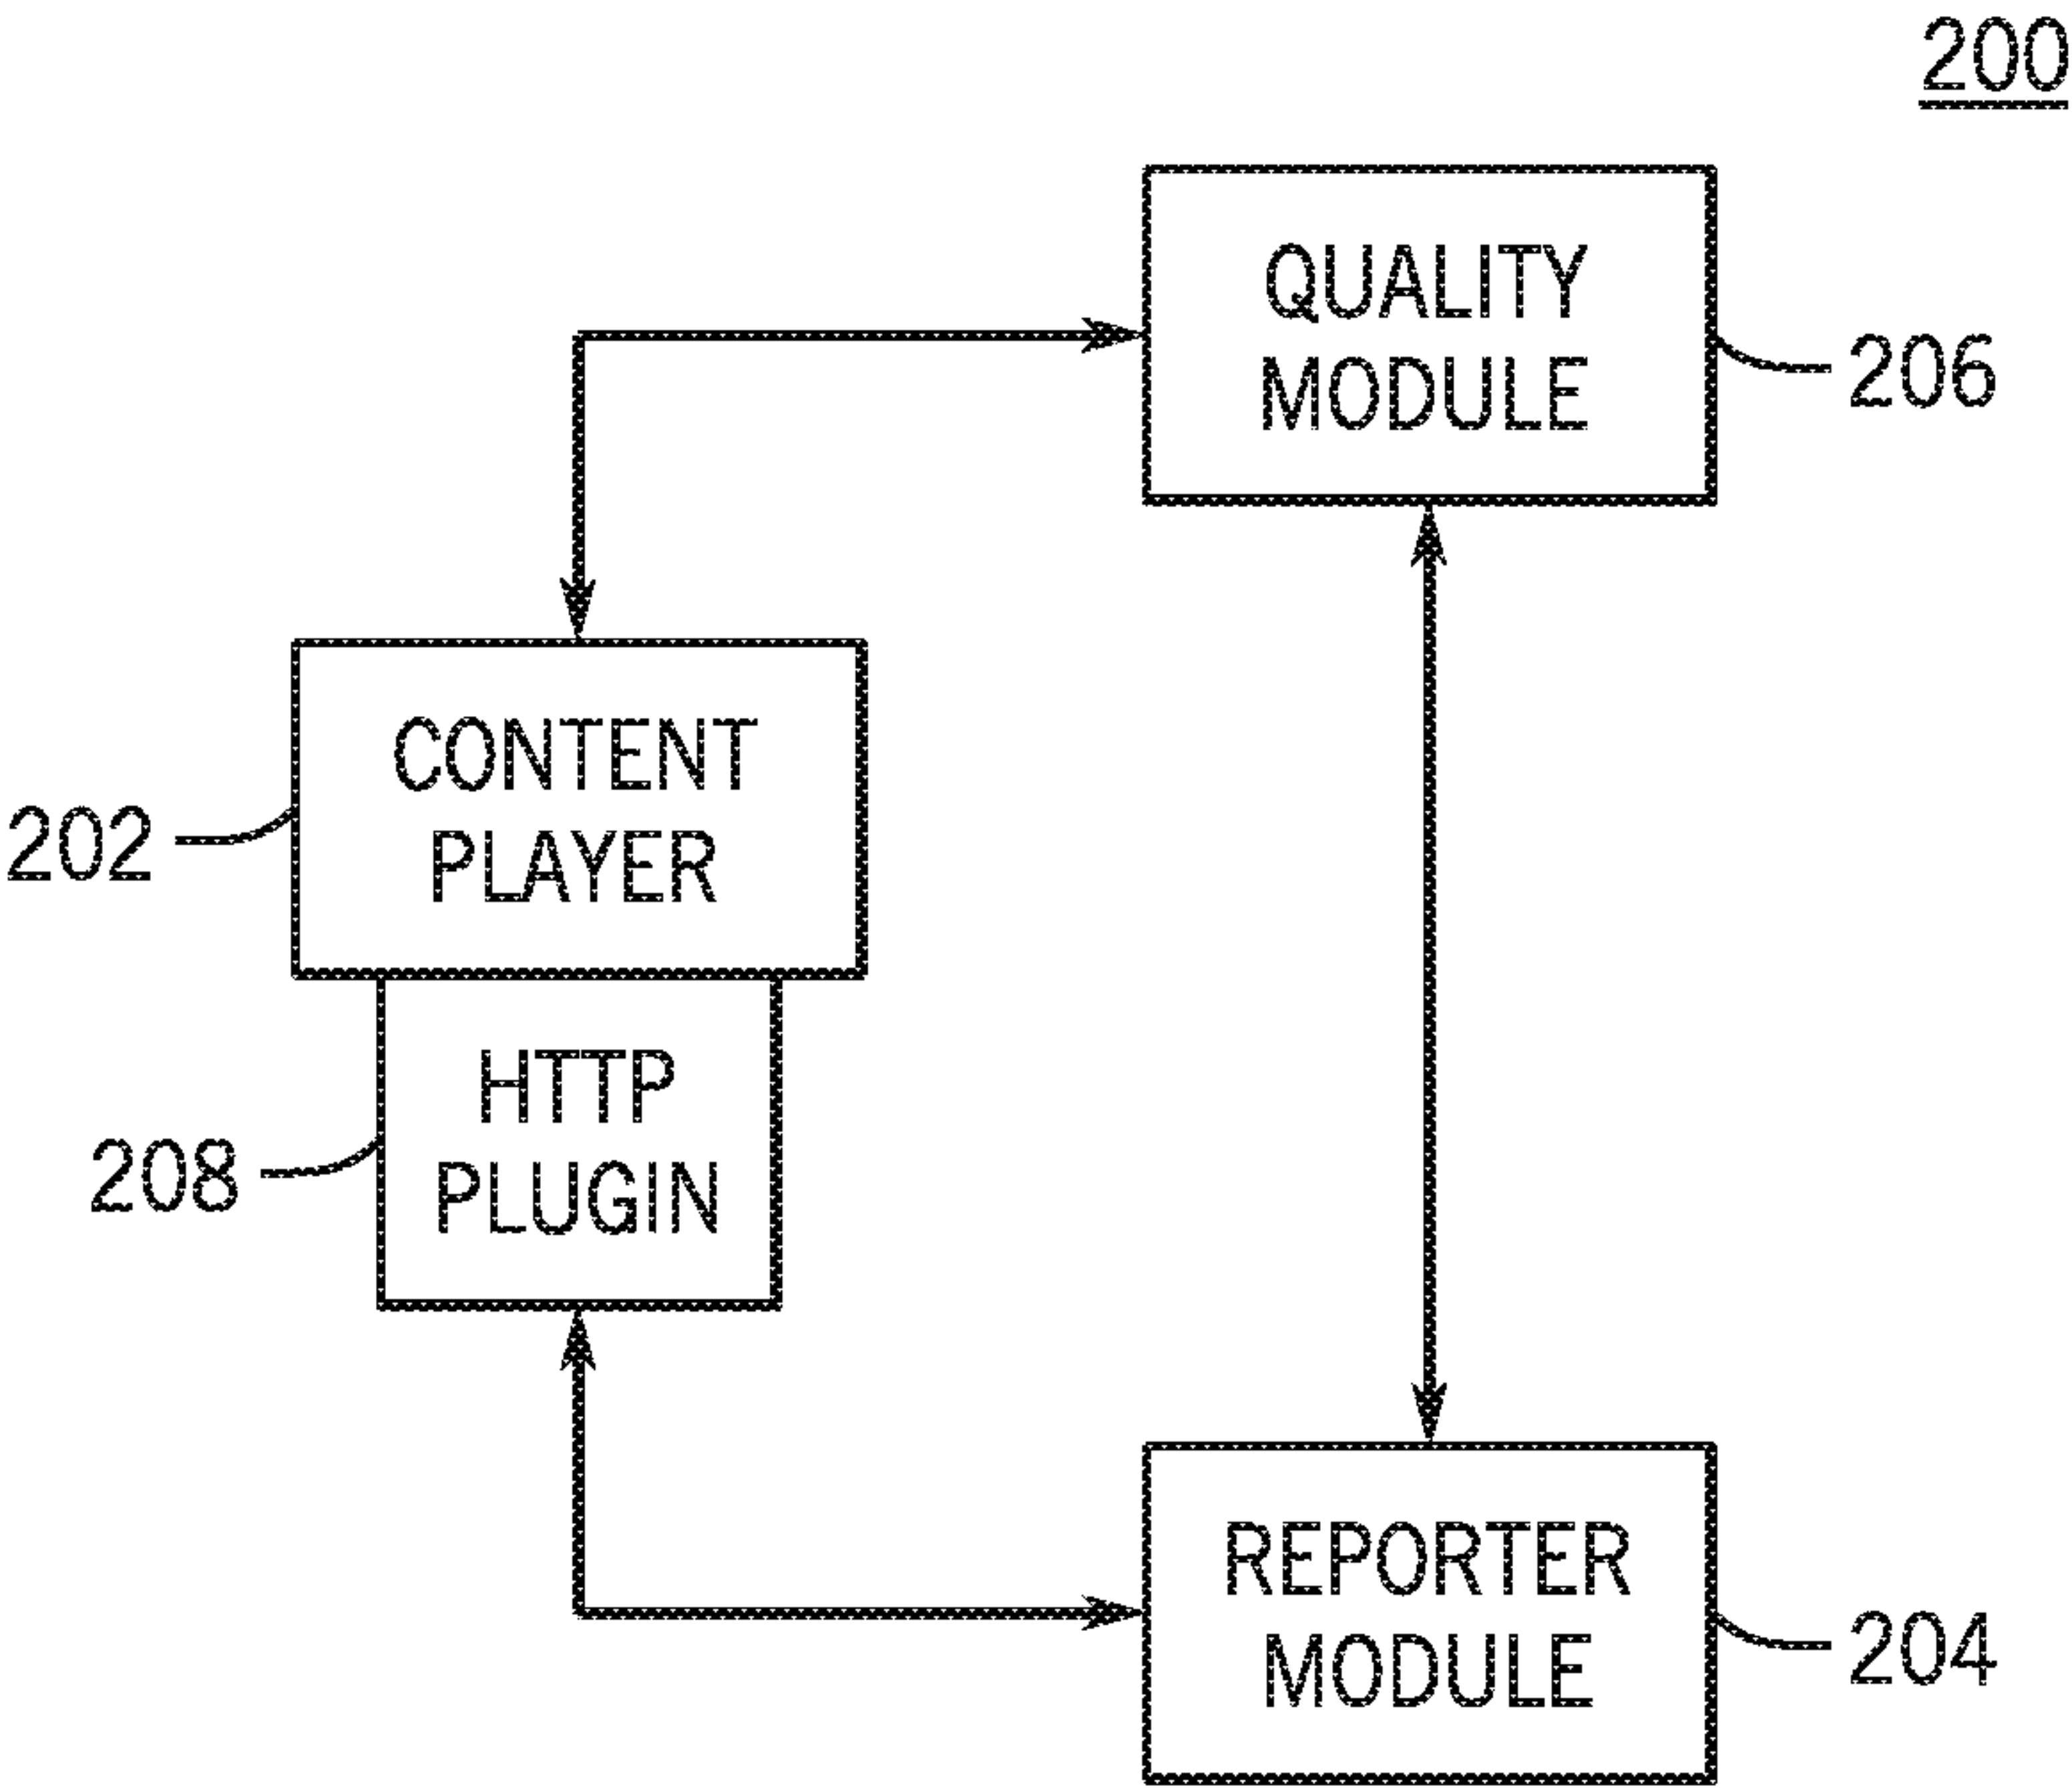 200
QUALITY
MODULE
206
CONTENT
PLAYER
202
HTTP
PLUGIN
208
REPORTER
MODULE
204